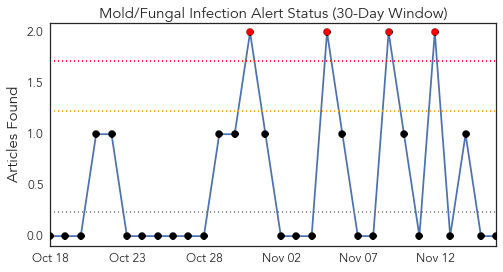 Mold/Fungal Infection Alert Status (30-Day Window)
Articles Found
2.0
1.5
1.0
0.5
0.0
Oct 18 Oct 23 Oct 28 Nov 02 Nov 07 Nov 12